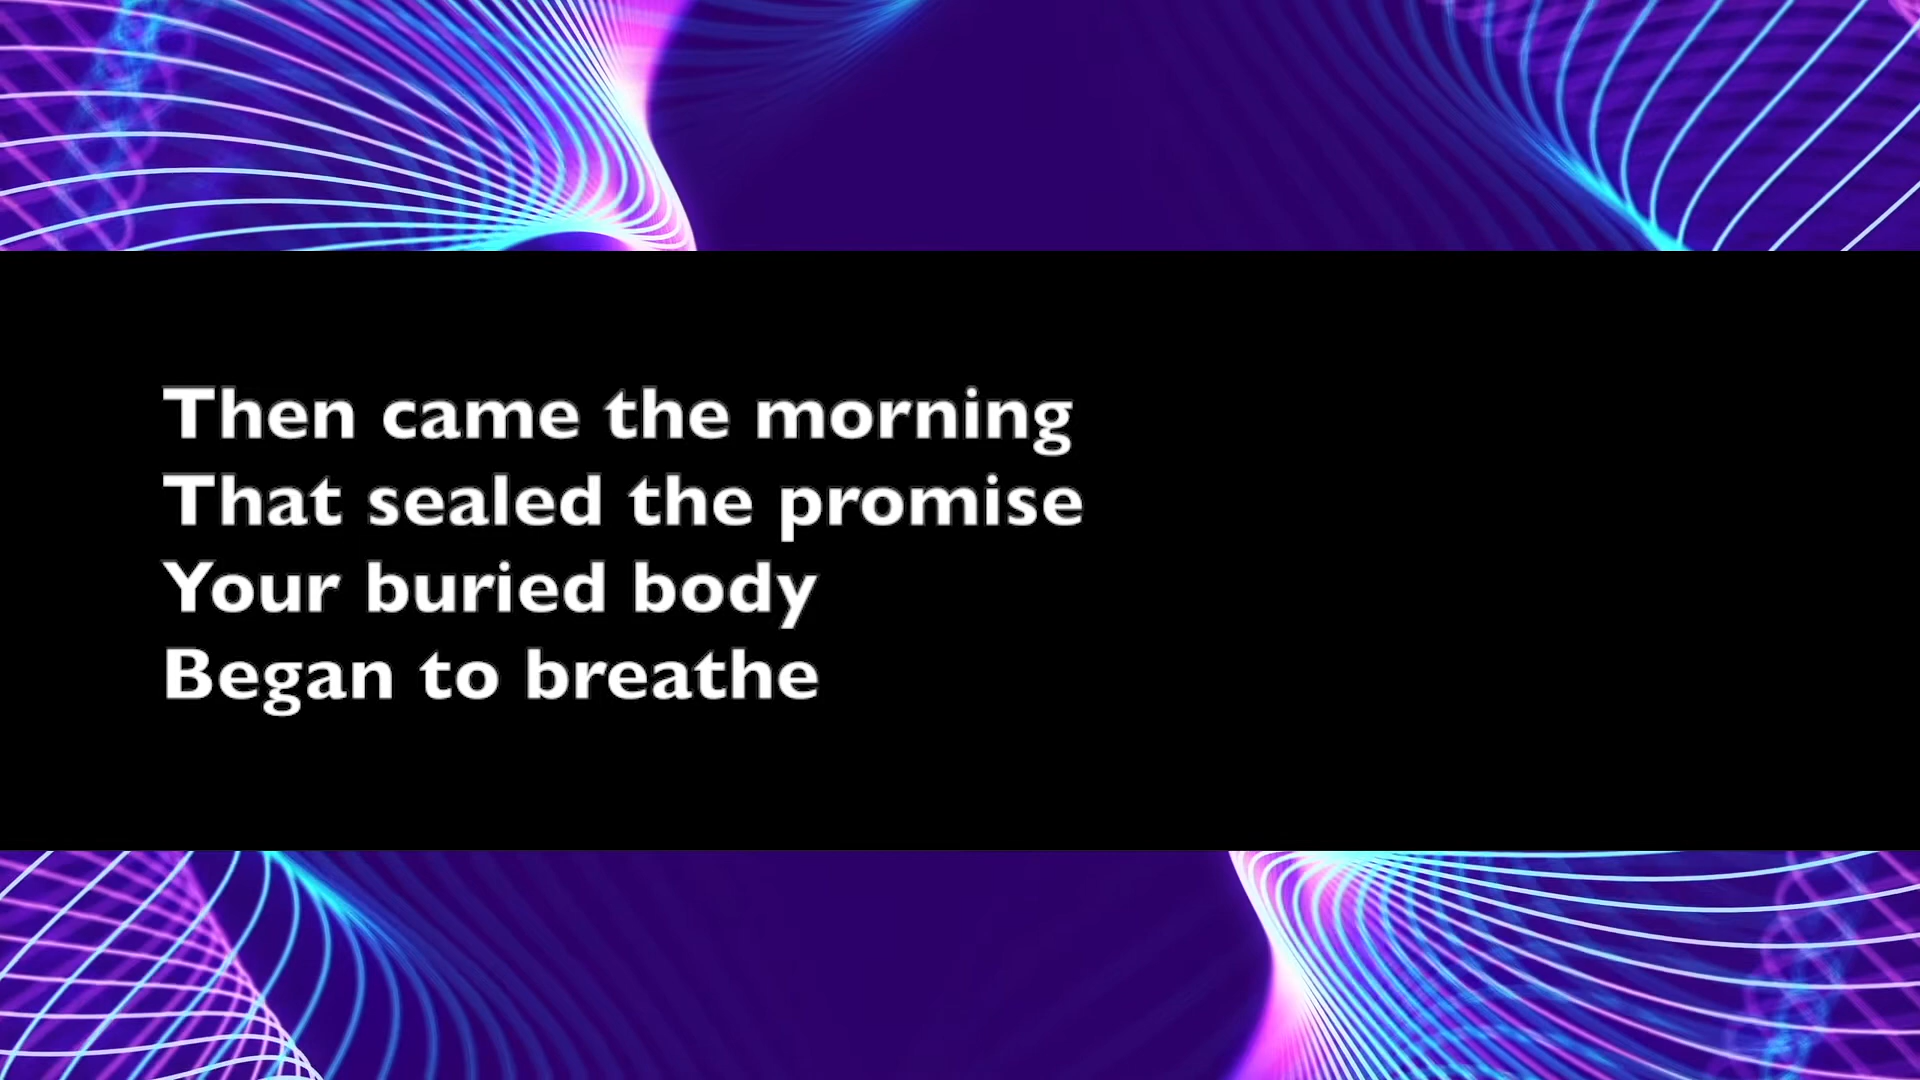 Then came the morning
That sealed the promise
Your buried body
Began to breathe